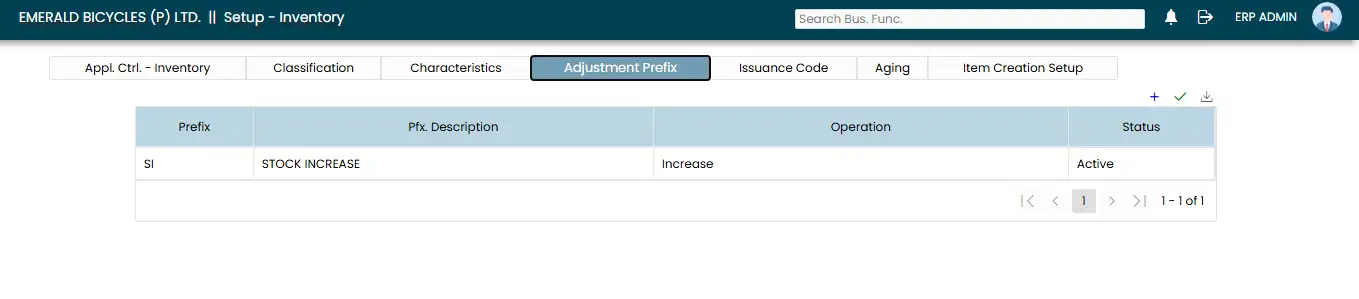 EMERALD BICYCLES (P) LTD. || Setup - Inventory Search Bus. Func. ERP ADMIN
Appl. Ctrl. - Inventory Classification Characteristics Adjustment Prefix Issuance Code Aging Item Creation Setup
Prefix Pfx. Description Operation Status
SI STOCK INCREASE Increase Active
1 1 - 1 of 1